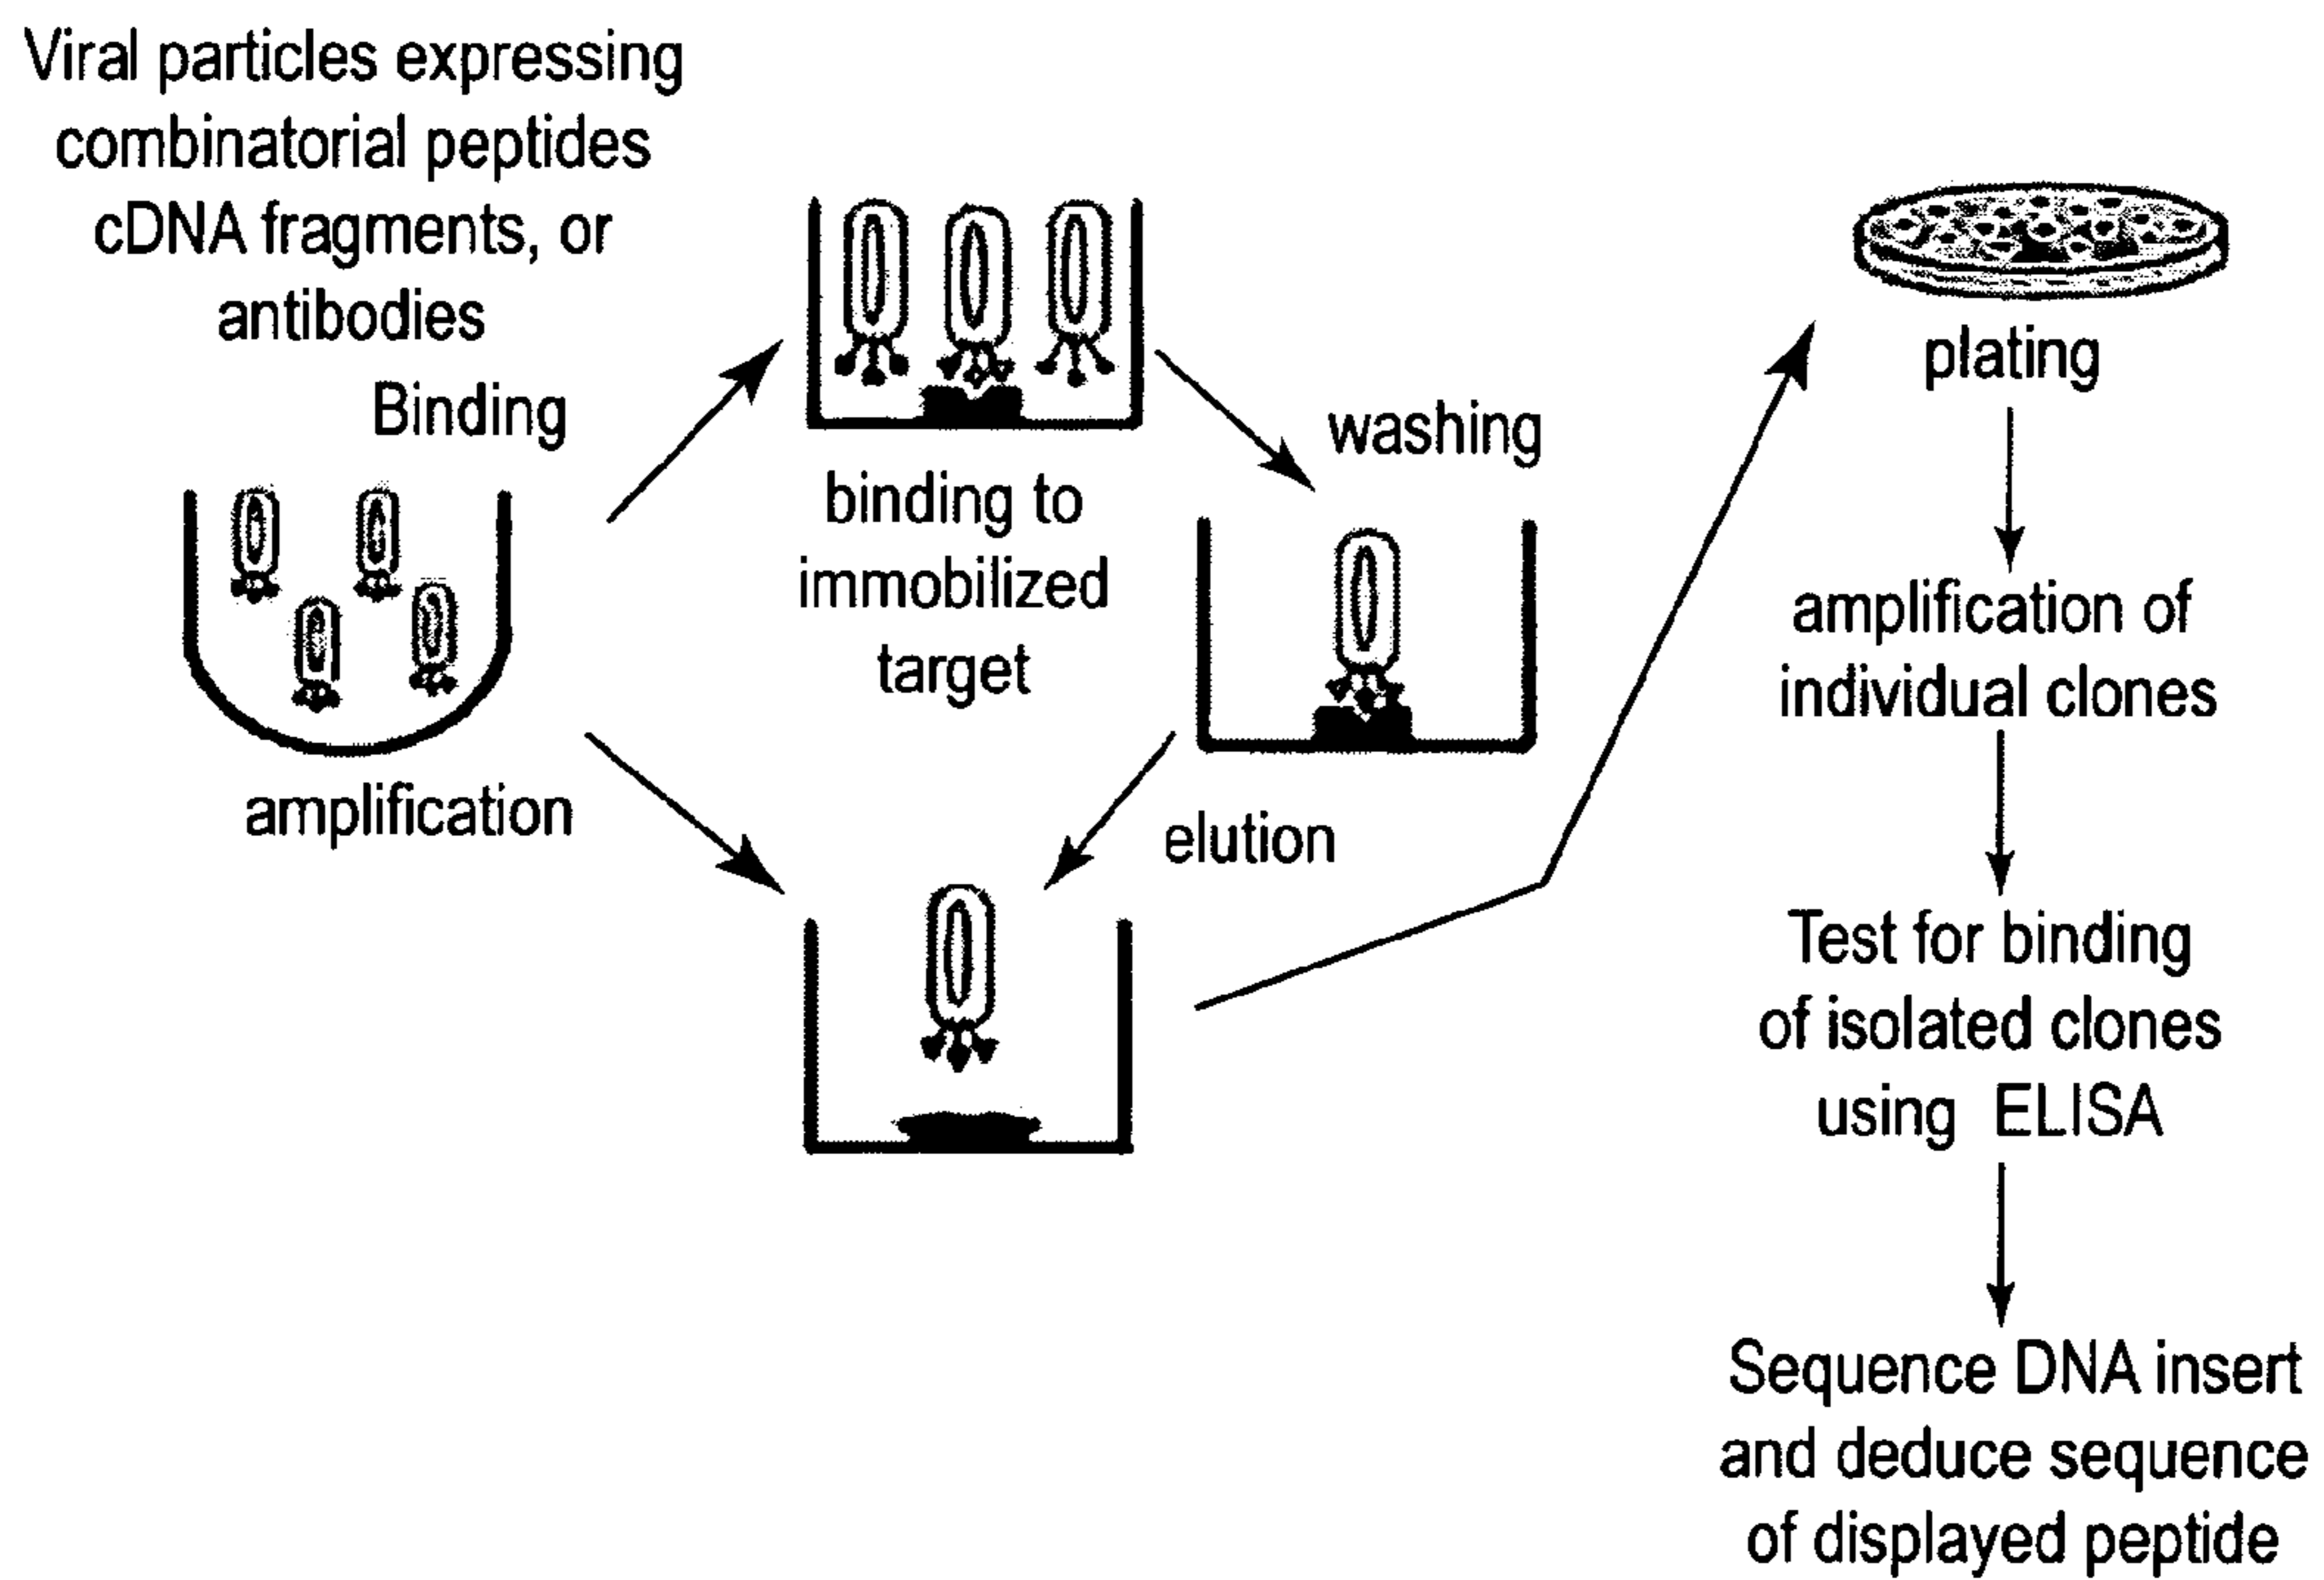 Viral particles expressing
combinatorial peptides
cDNA fragments, or
antibodies
Binding
amplification
binding to
immobilized
target
washing
elution
plating
amplification of
individual clones
Test for binding
of isolated clones
using ELISA
Sequence DNA insert
and deduce sequence
of displayed peptide